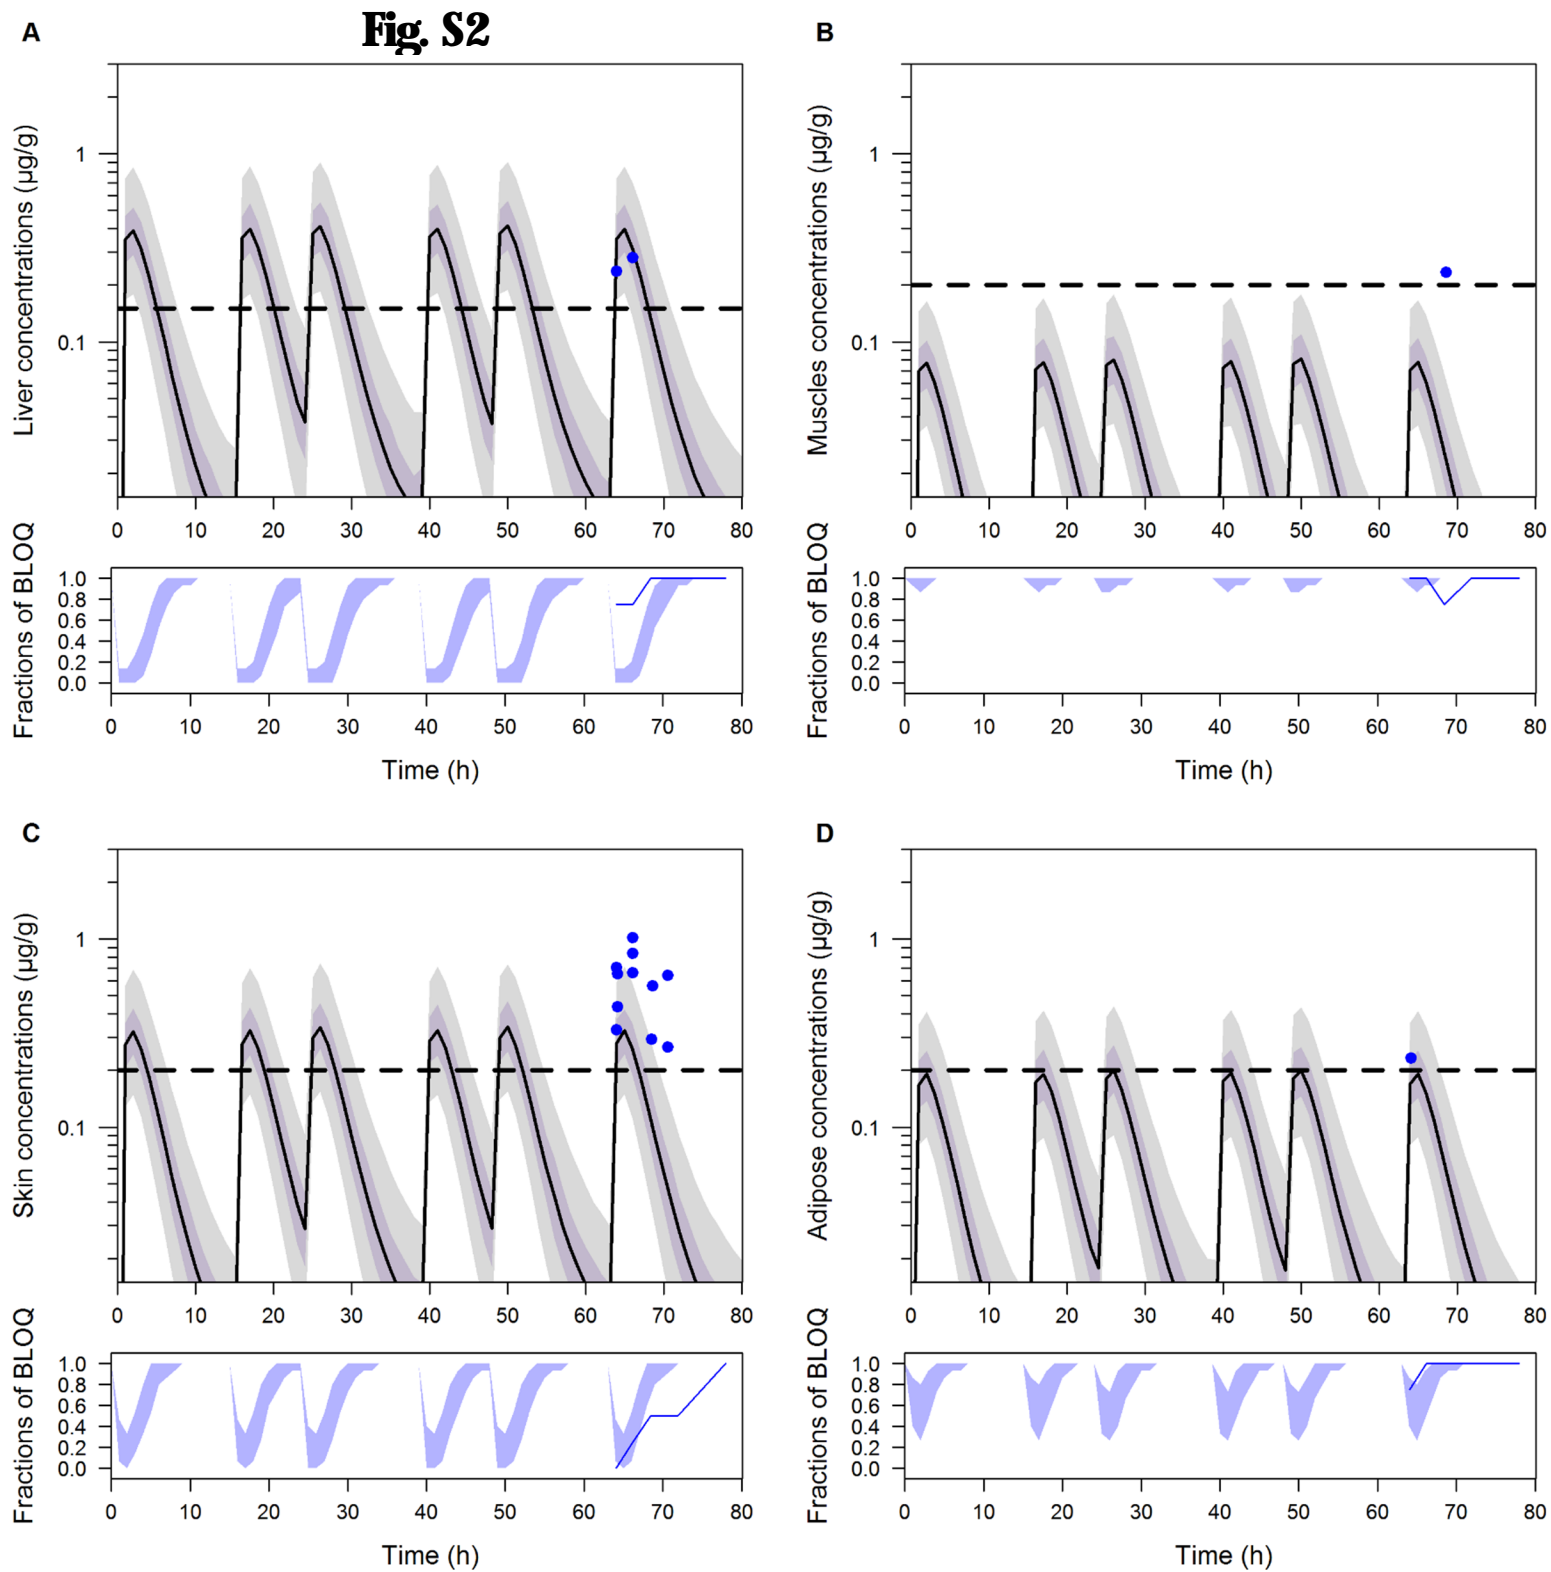 Fig. S2
A
Liver concentrations (µg/g)
1
0.1
0 10 20 30 40 50 60 70 80
Fractions of BLOQ
1.0
0.8
0.6
0.4
0.2
0.0
0 10 20 30 40 50 60 70 80
Time (h)
B
Muscles concentrations (µg/g)
1
0.1
0 10 20 30 40 50 60 70 80
Fractions of BLOQ
1.0
0.8
0.6
0.4
0.2
0.0
0 10 20 30 40 50 60 70 80
Time (h)
C
Skin concentrations (µg/g)
1
0.1
0 10 20 30 40 50 60 70 80
Fractions of BLOQ
1.0
0.8
0.6
0.4
0.2
0.0
0 10 20 30 40 50 60 70 80
Time (h)
D
Adipose concentrations (µg/g)
1
0.1
0 10 20 30 40 50 60 70 80
Fractions of BLOQ
1.0
0.8
0.6
0.4
0.2
0.0
0 10 20 30 40 50 60 70 80
Time (h)